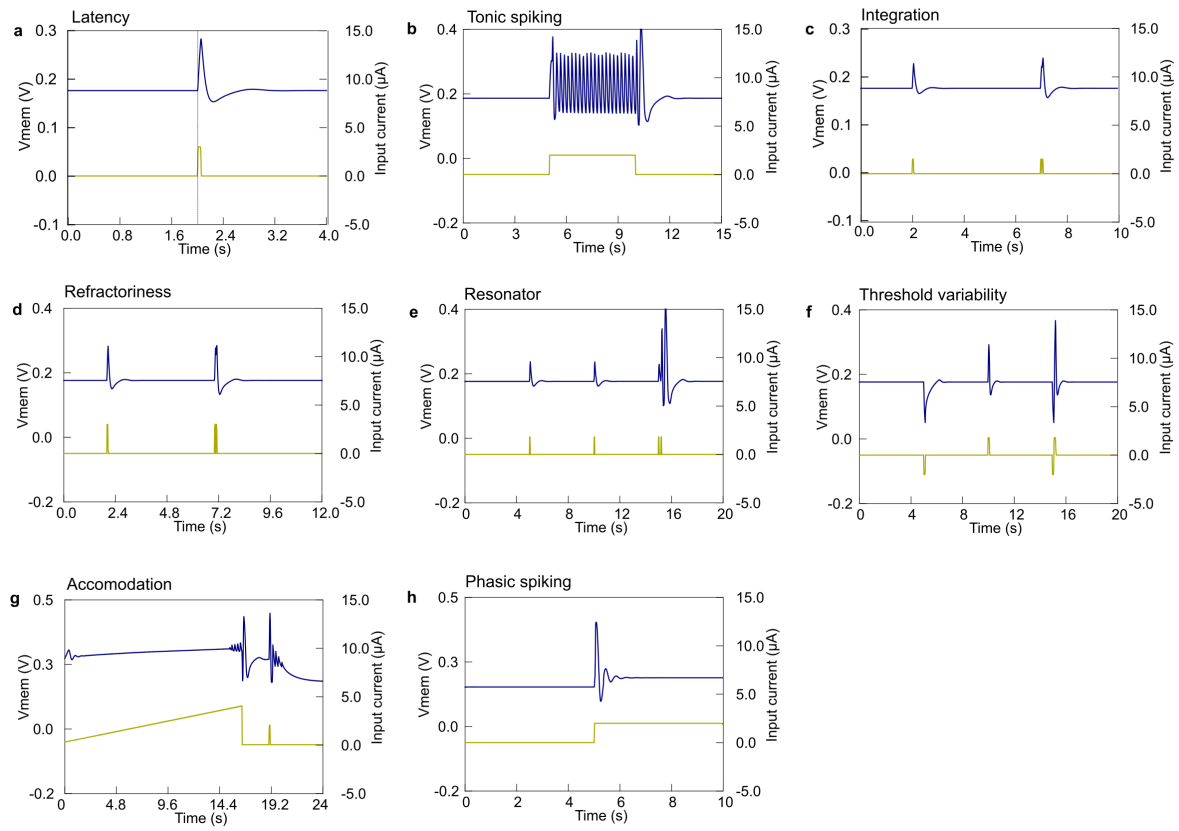 a Latency
0.3 15.0
0.2 10.0
0.1 5.0
0.0 0.0
-0.1 -5.0
Vmem (V)
Input current (µA)
0.0 0.8 1.6 2.4 3.2 4.0
Time (s)
b Tonic spiking
0.4 15.0
0.2 10.0
5.0
0.0 0.0
-0.2 -5.0
Vmem (V)
Input current (µA)
0 3 6 9 12 15
Time (s)
c Integration
0.3 15.0
0.2 10.0
0.1 5.0
0.0 0.0
-0.1 -5.0
Vmem (V)
Input current (µA)
0.0 2 4 6 8 10
Time (s)
d Refractoriness
0.4 15.0
10.0
0.2
5.0
0.0 0.0
-0.2 -5.0
Vmem (V)
Input current (µA)
0.0 2.4 4.8 7.2 9.6 12.0
Time (s)
e Resonator
0.4 15.0
10.0
0.2
5.0
0.0 0.0
-0.2 -5.0
Vmem (V)
Input current (µA)
0 4 8 12 16 20
Time (s)
f Threshold variability
0.4 15.0
10.0
0.2
5.0
0.0 0.0
-0.2 -5.0
Vmem (V)
Input current (µA)
0 4 8 12 16 20
Time (s)
g Accomodation
0.5 15.0
10.0
0.3
5.0
0.0 0.0
-0.2 -5.0
Vmem (V)
Input current (µA)
0 4.8 9.6 14.4 19.2 24
Time (s)
h Phasic spiking
0.5 15.0
10.0
0.3
5.0
0.0 0.0
-0.2 -5.0
Vmem (V)
Input current (µA)
0 2 4 6 8 10
Time (s)